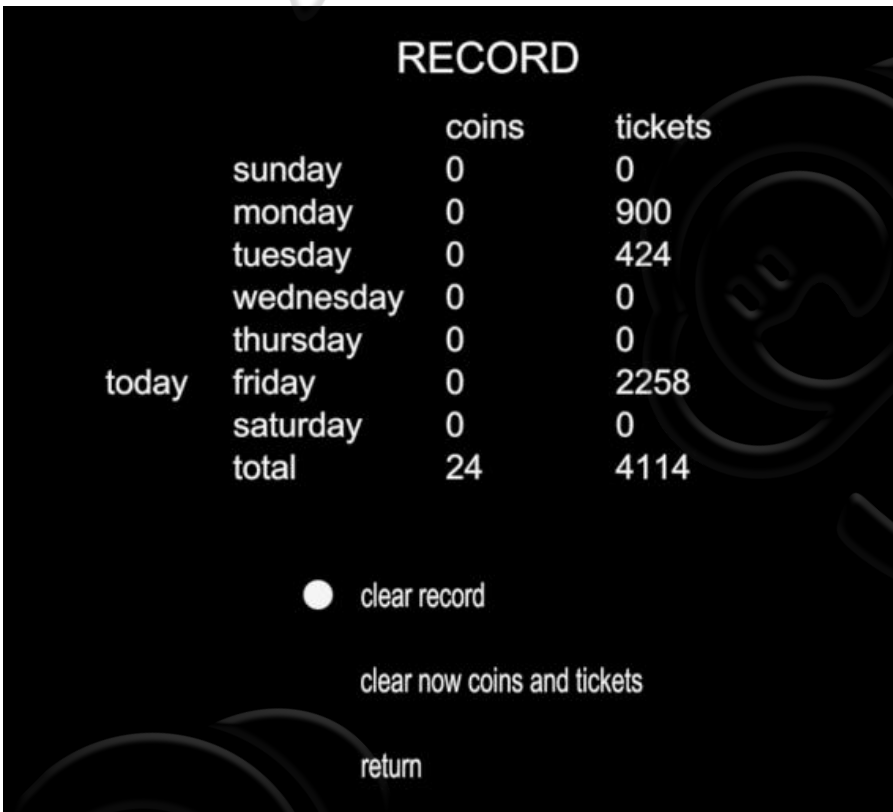 RECORD
coins tickets
sunday 0 0
monday 0 900
tuesday 0 424
wednesday 0 0
thursday 0 0
today friday 0 2258
saturday 0 0
total 24 4114
clear record
clear now coins and tickets
return